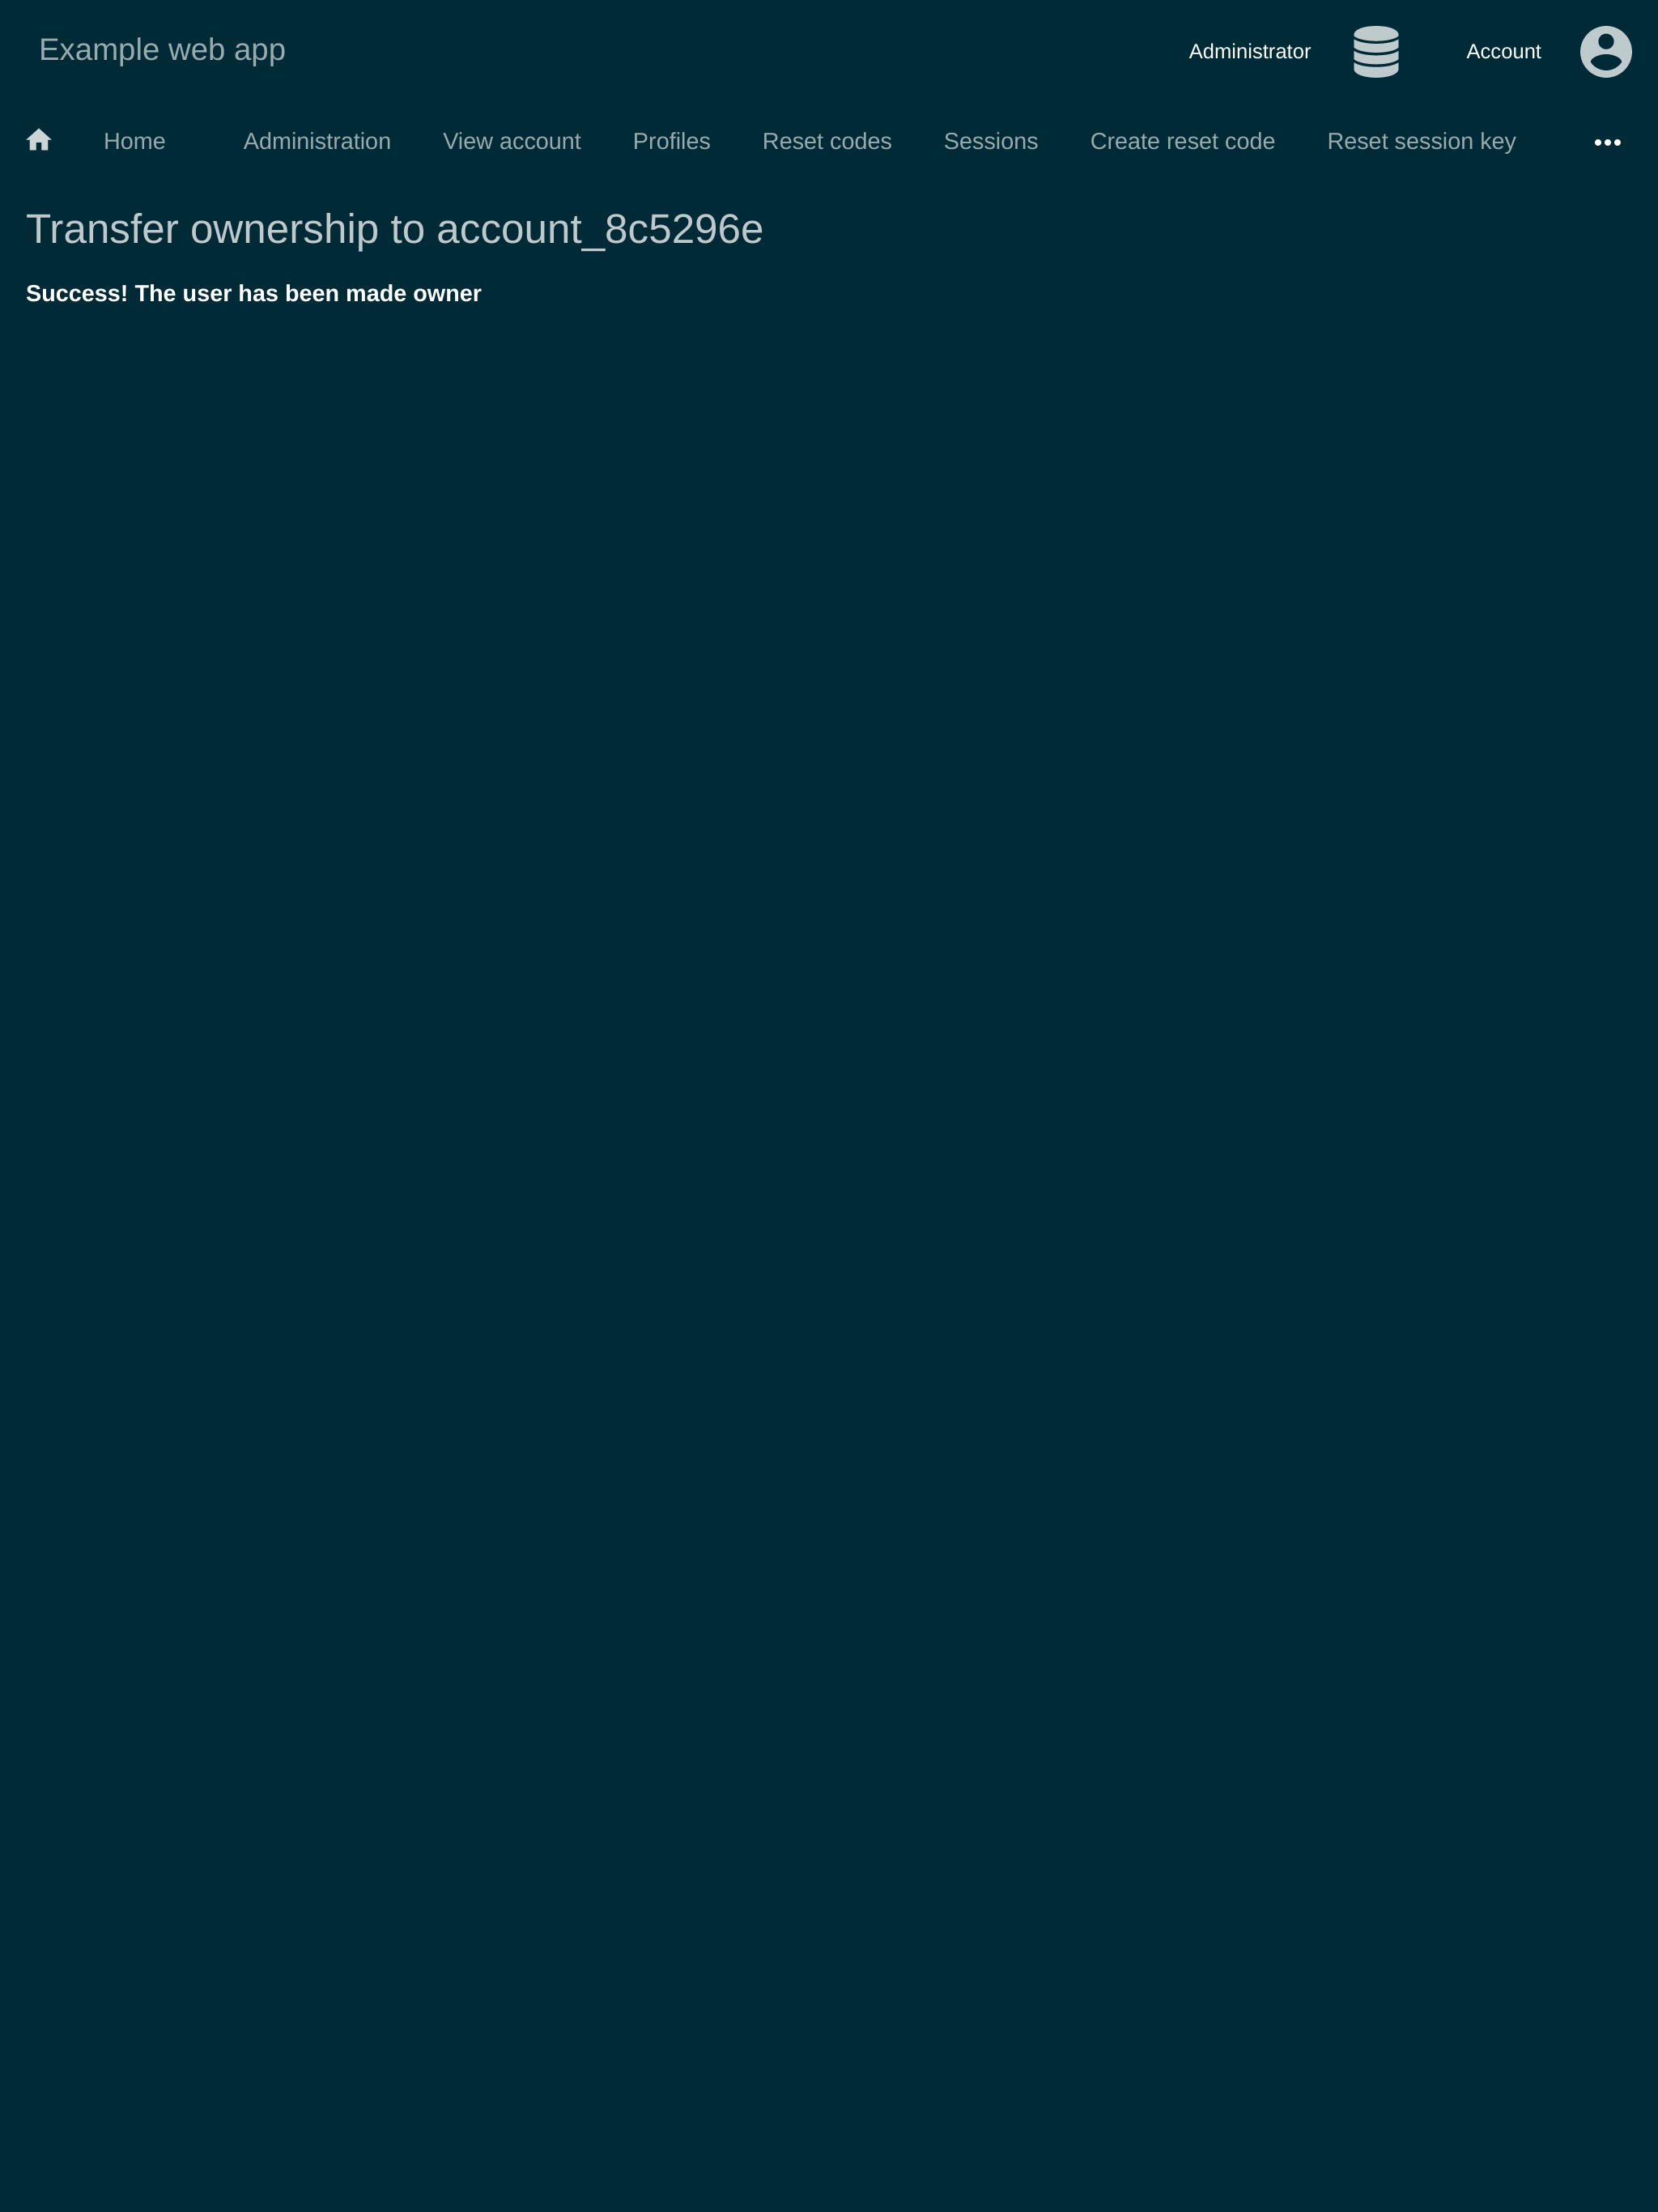 Example web app
Administrator
Account
Home
Administration
View account
Profiles
Reset codes
Sessions
Create reset code
Reset session key
Transfer ownership to account_8c5296e
Success! The user has been made owner